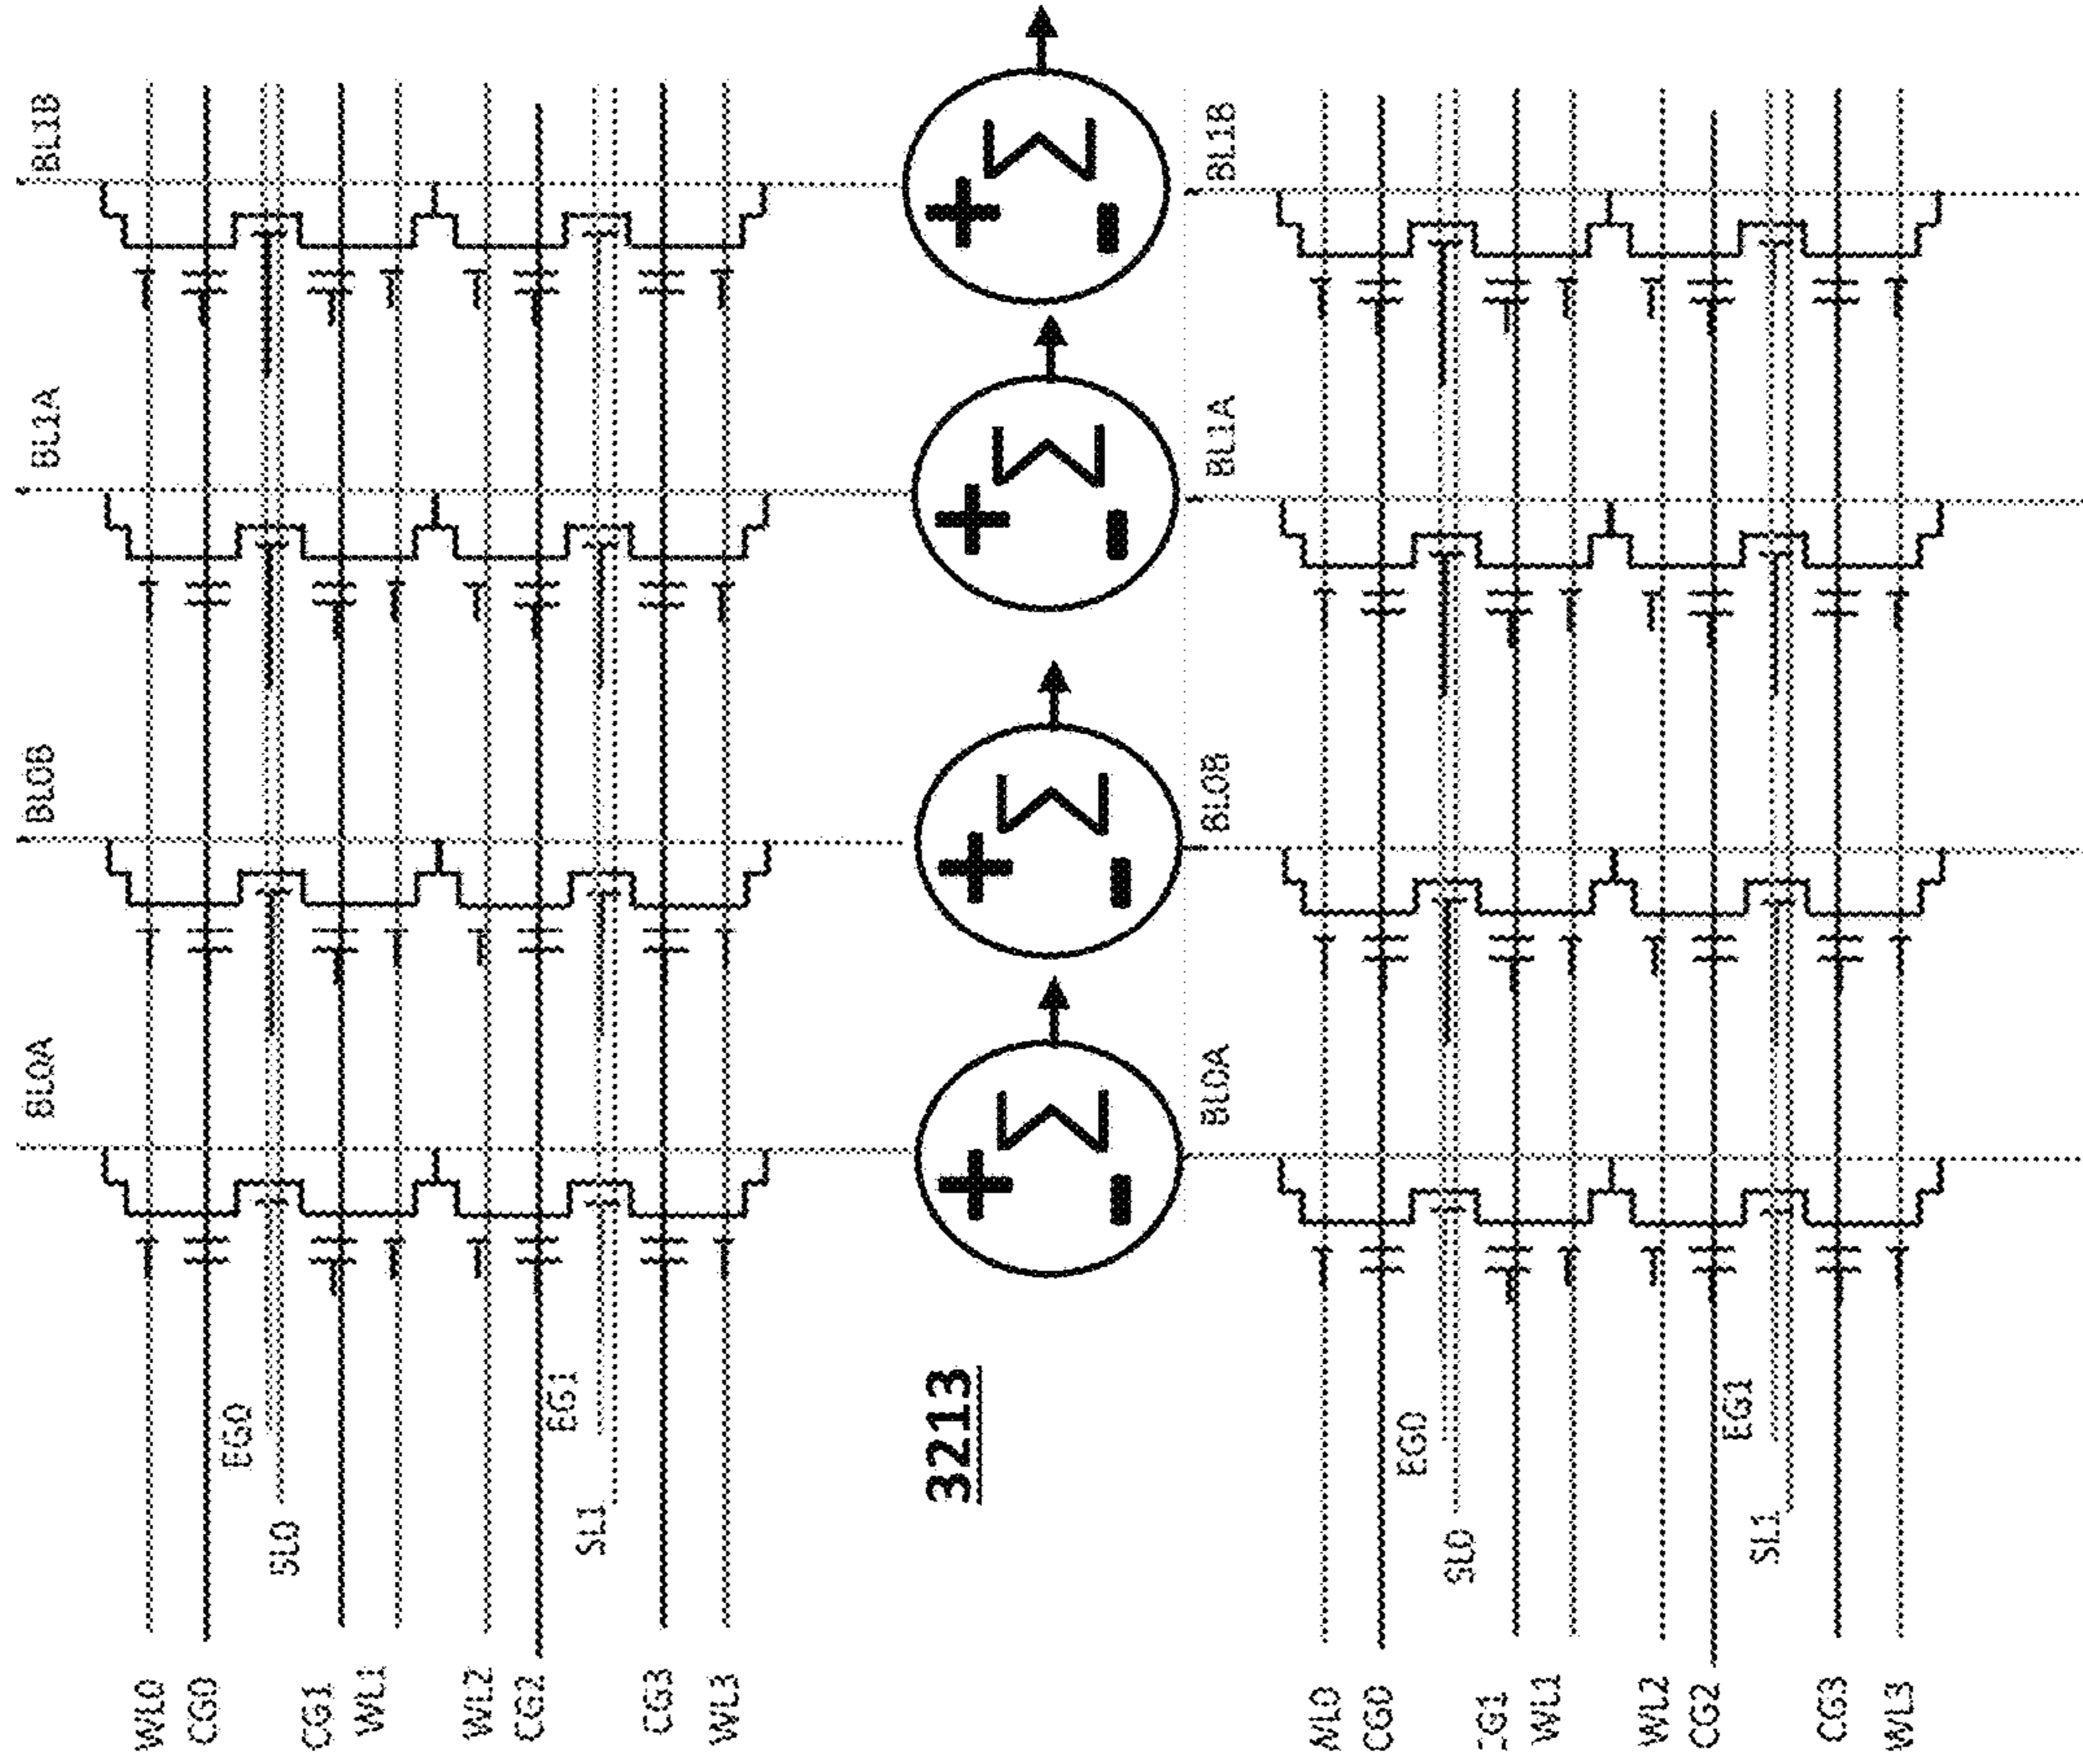 BL0A BL0B BL1A BL1B
WL0
CG0
EG0
SL0
CG1
WL1
WL2
CG2
EG1
SL1
CG3
WL3
+ + + +
3213
Σ Σ Σ Σ
- - - -
BL0A BL0B BL1A BL1B
WL0
CG0
EG0
SL0
CG1
WL1
WL2
CG2
EG1
SL1
CG3
WL3